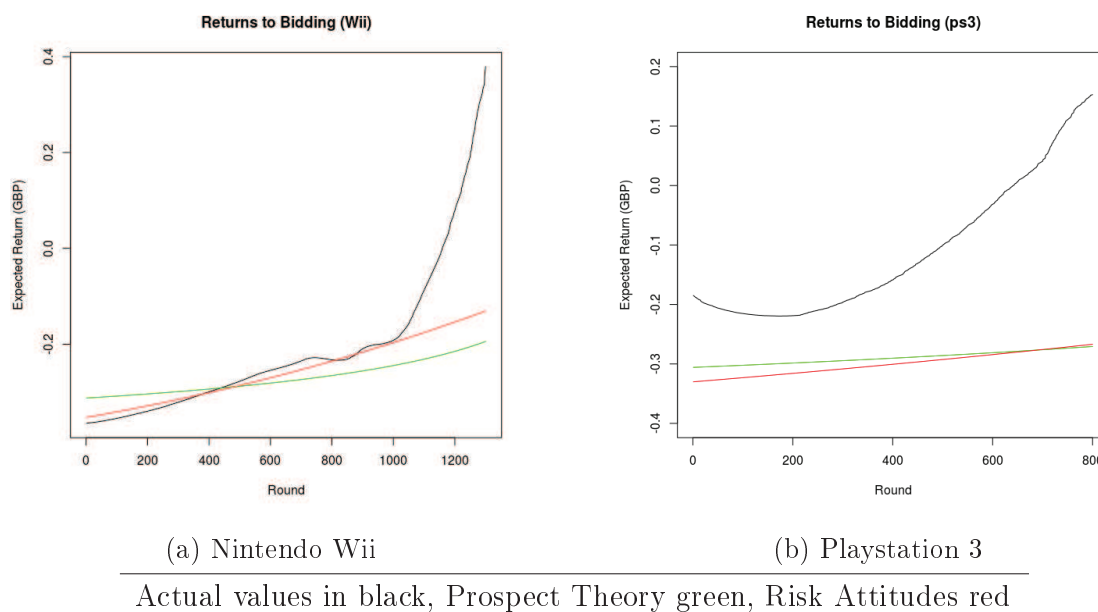 Returns to Bidding (Wii)
0.4
0.2
0.0
-0.2
Expected Return (GBP)
0 200 400 600 800 1000 1200
Round
(a) Nintendo Wii
Returns to Bidding (ps3)
0.2
0.1
0.0
-0.1
-0.2
-0.3
-0.4
Expected Return (GBP)
0 200 400 600 800
Round
(b) Playstation 3
Actual values in black, Prospect Theory green, Risk Attitudes red